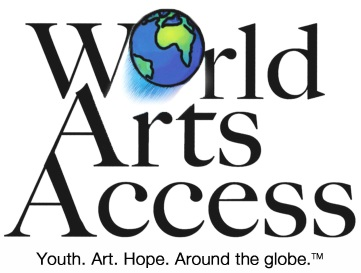 World
Arts
Access
Youth. Art. Hope. Around the globe.™